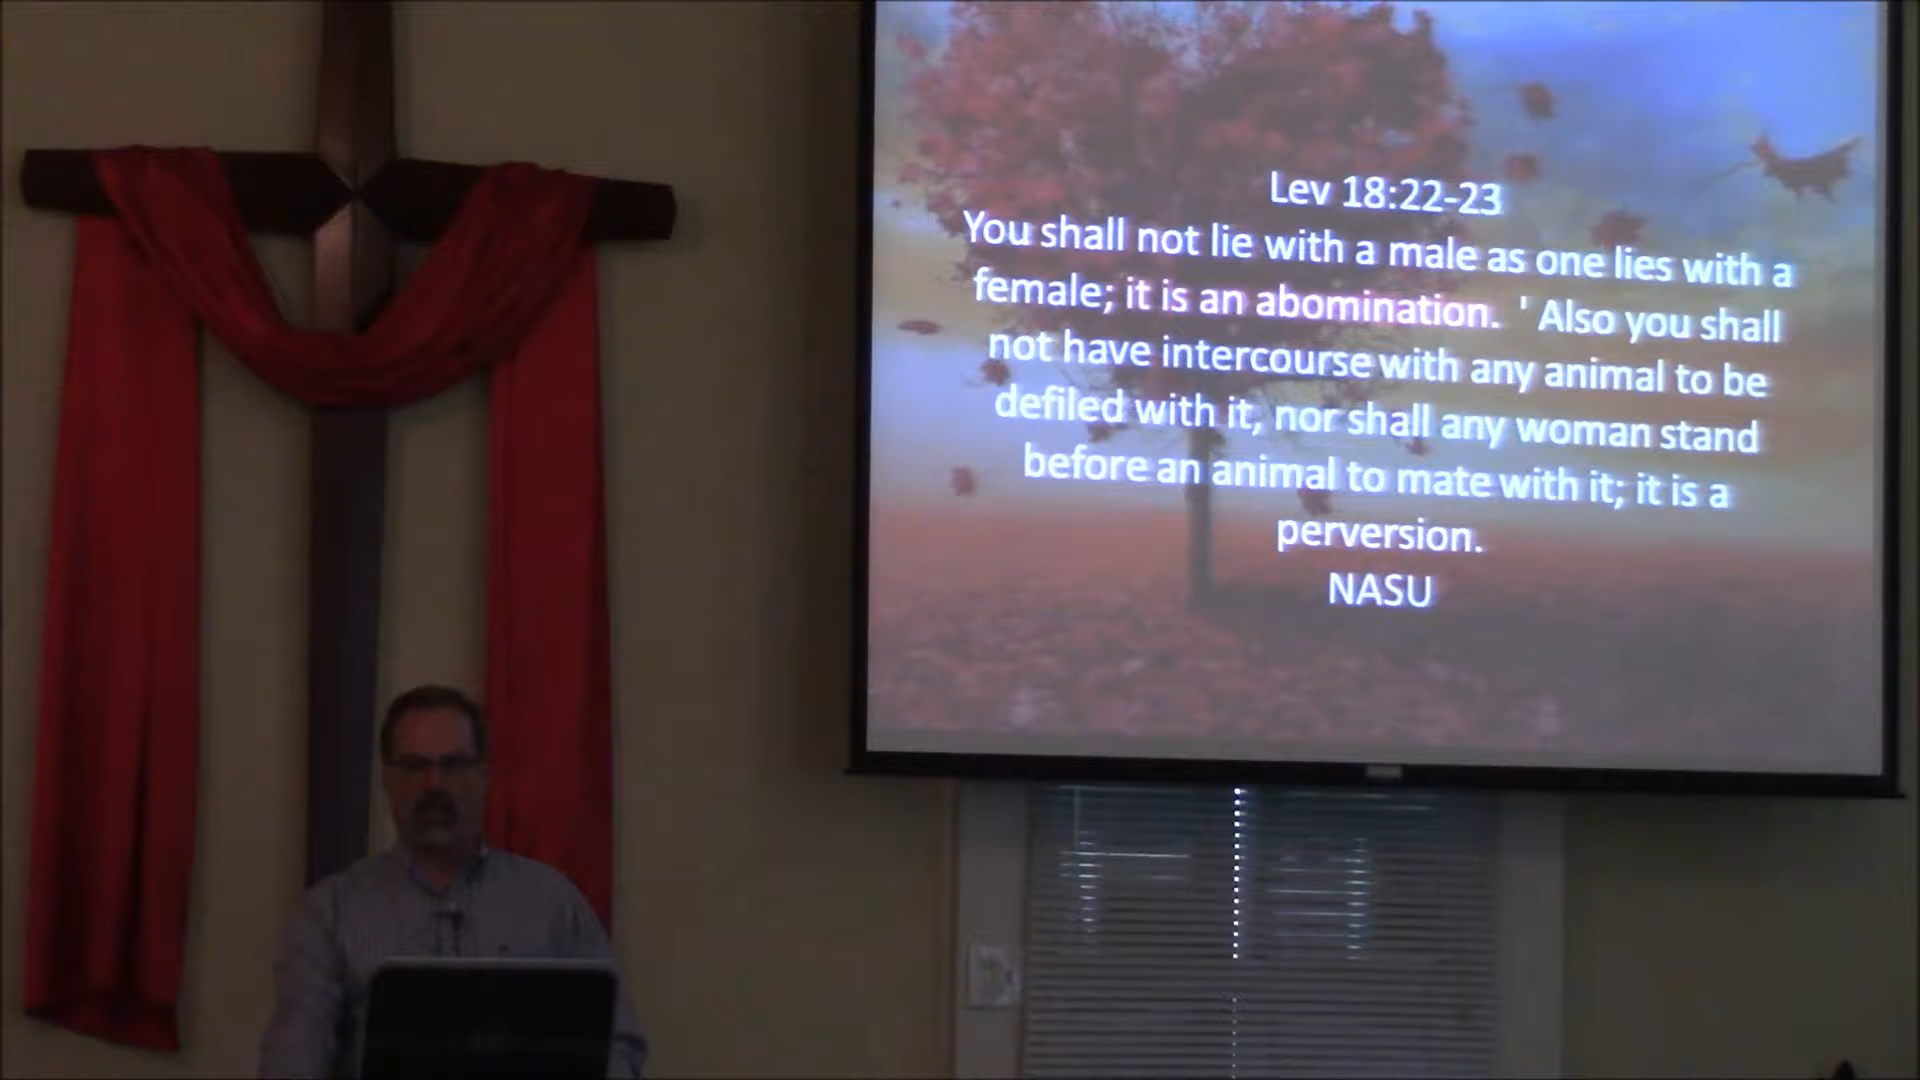 Lev 18:22-23
You shall not lie with a male as one lies with a
female; it is an abomination. ' Also you shall
not have intercourse with any animal to be
defiled with it, nor shall any woman stand
before an animal to mate with it; it is a
perversion.
NASU